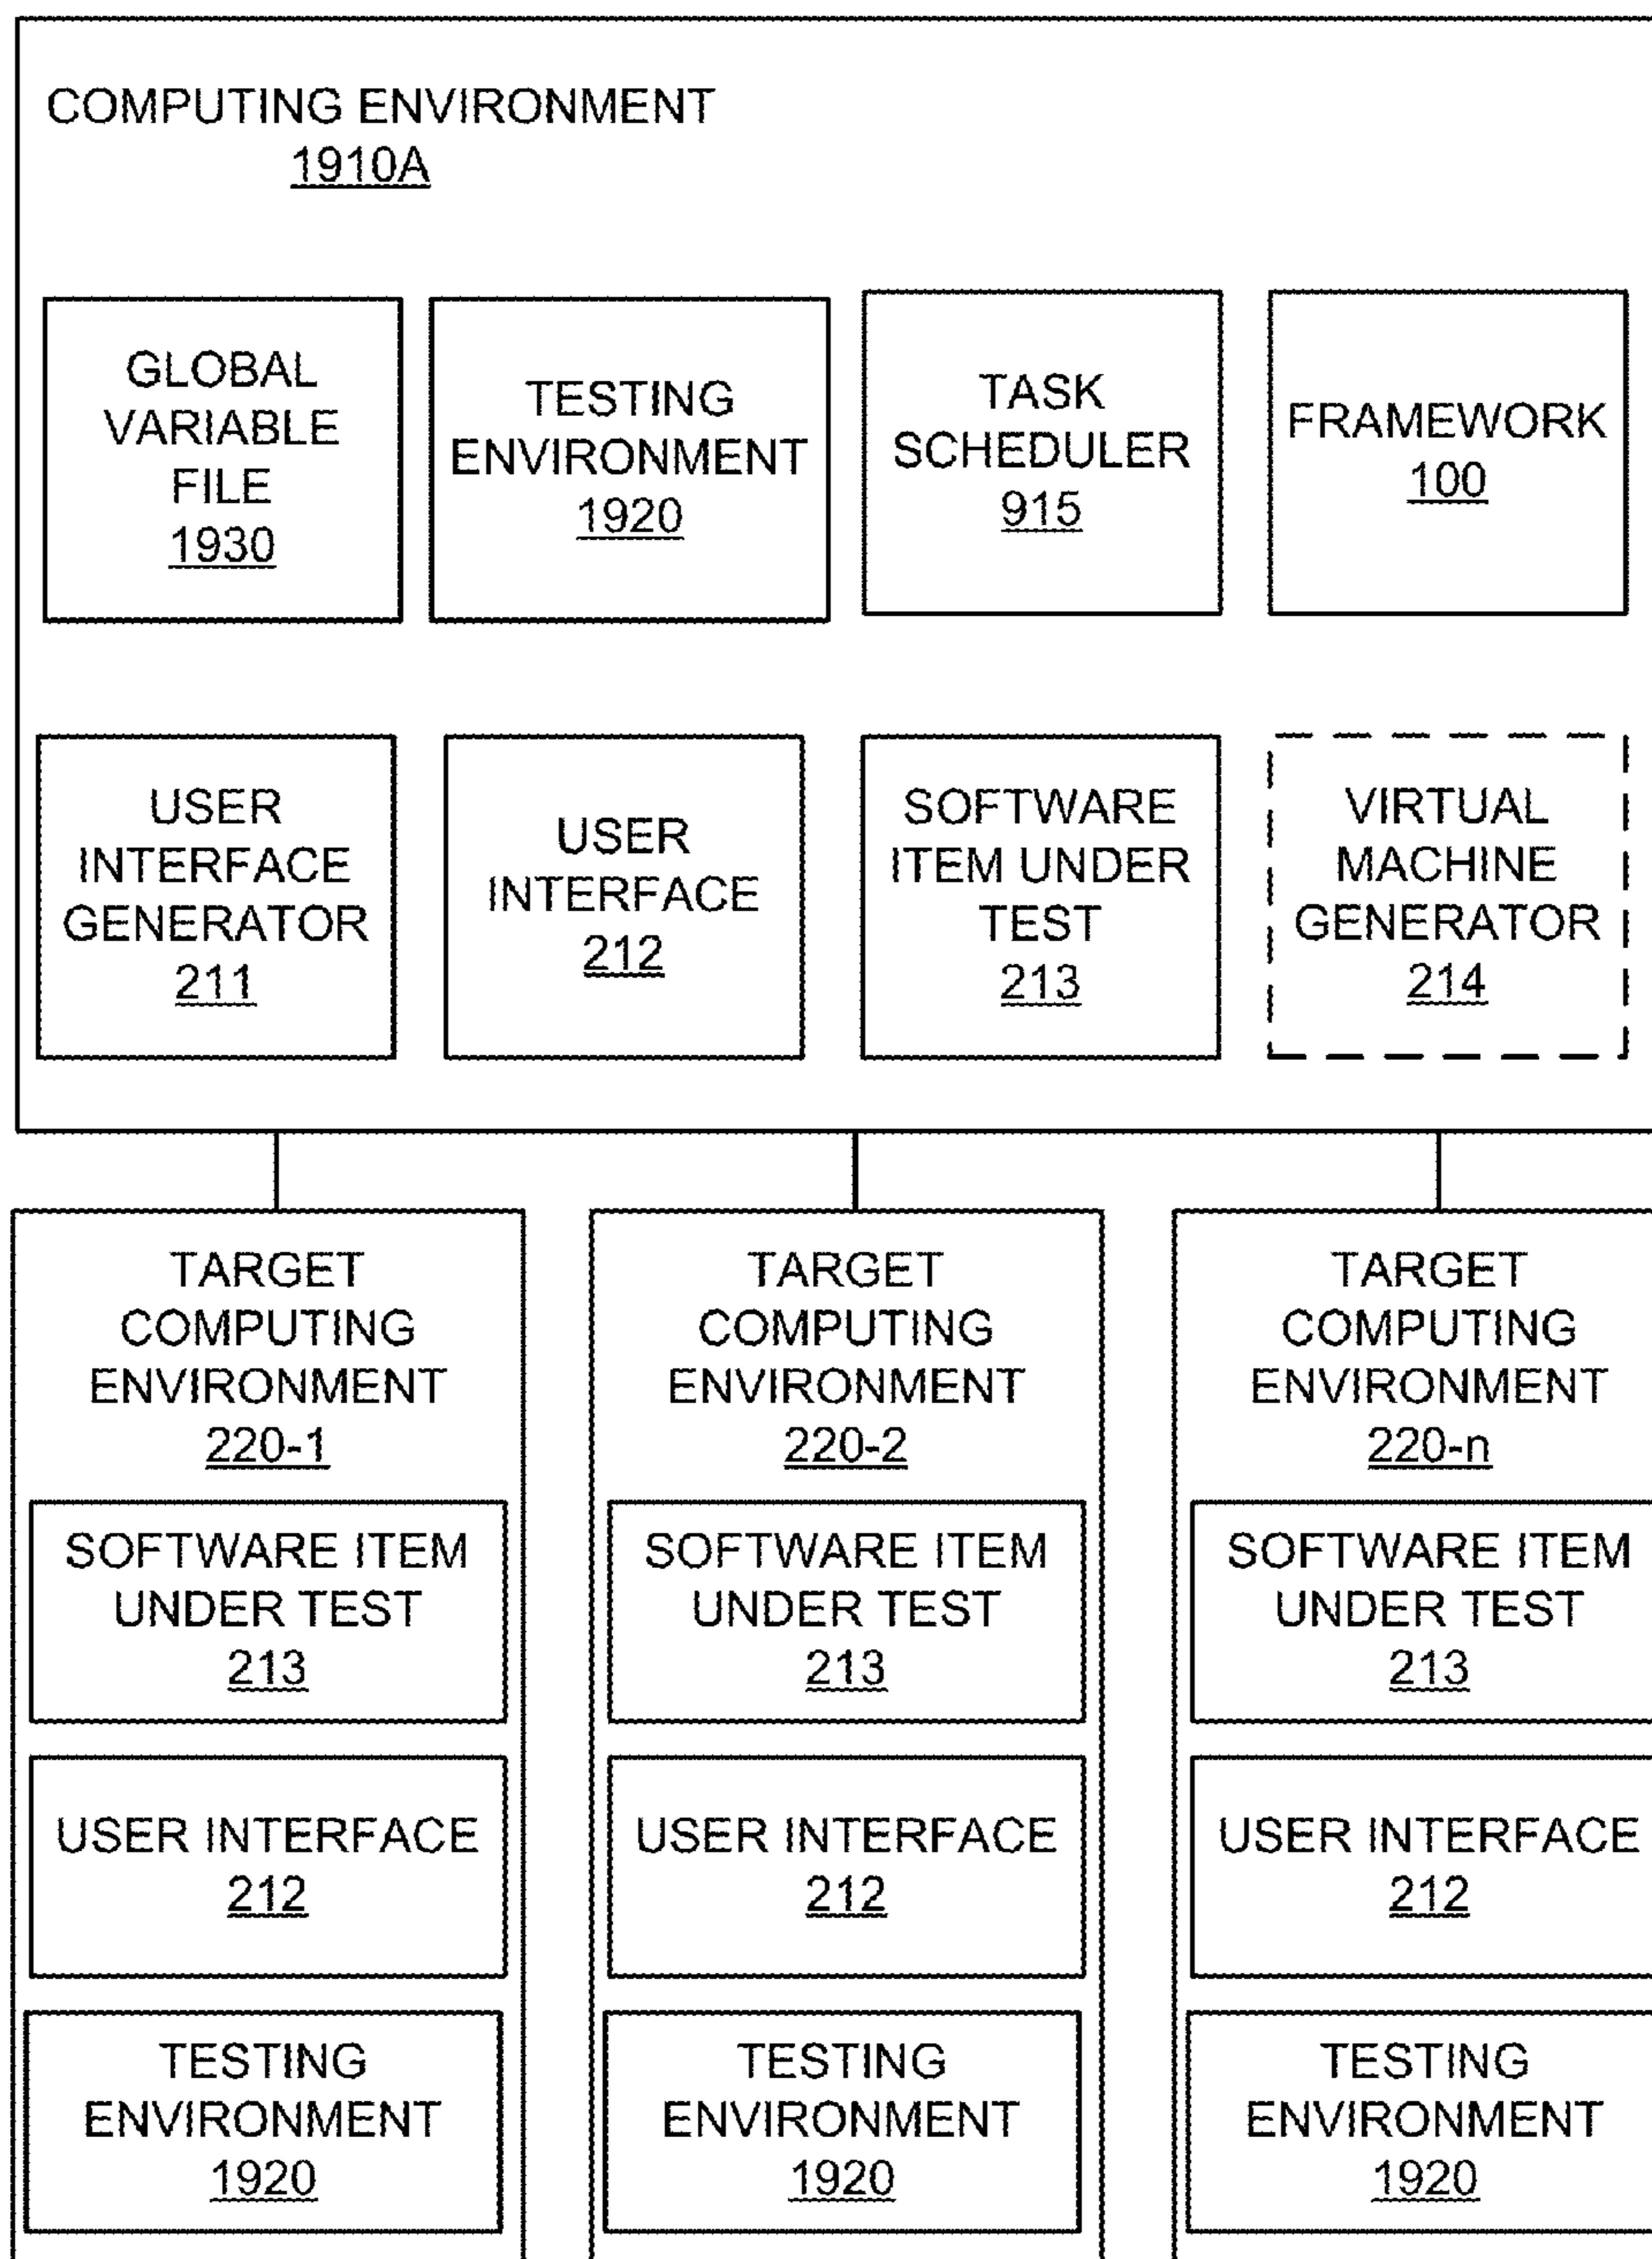 COMPUTING ENVIRONMENT
1910A
GLOBAL
VARIABLE
FILE
1930
TESTING
ENVIRONMENT
1920
TASK
SCHEDULER
915
FRAMEWORK
100
USER
INTERFACE
GENERATOR
211
USER
INTERFACE
212
SOFTWARE
ITEM UNDER
TEST
213
VIRTUAL
MACHINE
GENERATOR
214
TARGET
COMPUTING
ENVIRONMENT
220-1
SOFTWARE ITEM
UNDER TEST
213
USER INTERFACE
212
TESTING
ENVIRONMENT
1920
TARGET
COMPUTING
ENVIRONMENT
220-2
SOFTWARE ITEM
UNDER TEST
213
USER INTERFACE
212
TESTING
ENVIRONMENT
1920
TARGET
COMPUTING
ENVIRONMENT
220-n
SOFTWARE ITEM
UNDER TEST
213
USER INTERFACE
212
TESTING
ENVIRONMENT
1920